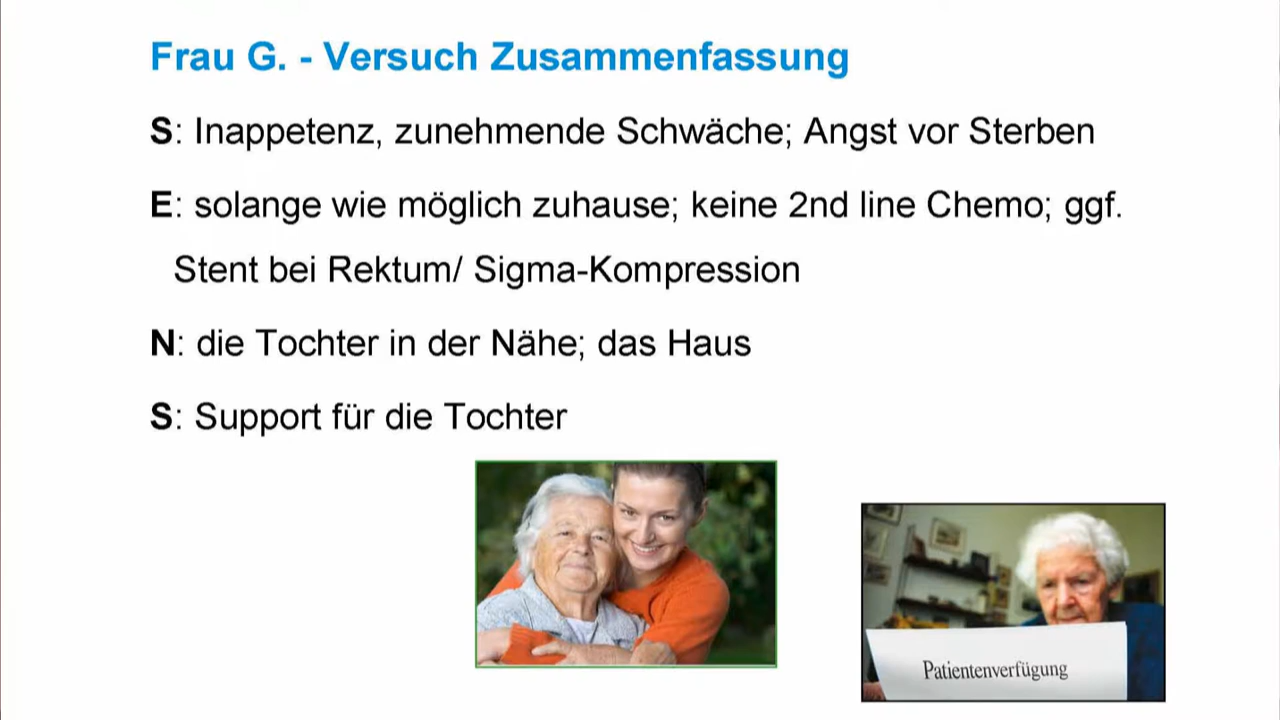 Frau G. - Versuch Zusammenfassung
S: Inappetenz, zunehmende Schwäche; Angst vor Sterben
E: solange wie möglich zuhause; keine 2nd line Chemo; ggf.
Stent bei Rektum/ Sigma-Kompression
N: die Tochter in der Nähe; das Haus
S: Support für die Tochter
Patientenverfügung